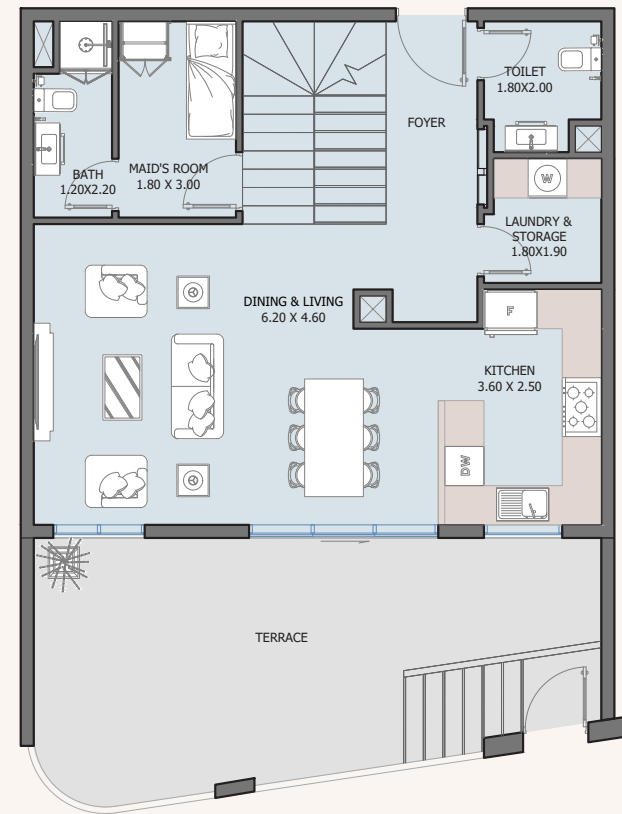 TOILET
1.80X2.00
FOYER
BATH
1.20X2.20
MAID'S ROOM
1.80 X 3.00
W
LAUNDRY &
STORAGE
1.80X1.90
DINING & LIVING
6.20 X 4.60
F
KITCHEN
3.60 X 2.50
DW
TERRACE